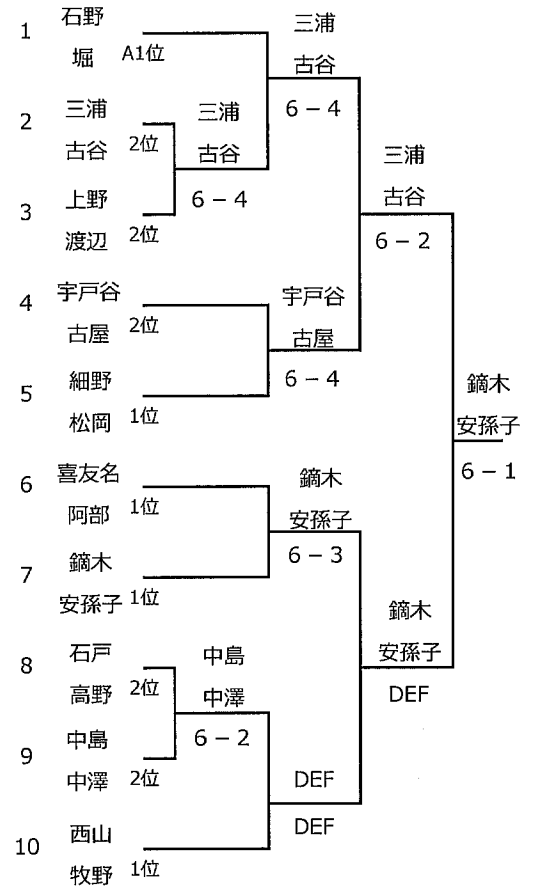 1
石野
堀
A1位
2
三浦
古谷
2位
3
上野
渡辺
2位
4
宇戸谷
古屋
2位
5
細野
松岡
1位
6
喜友名
阿部
1位
7
鏑木
安孫子
1位
8
石戸
高野
2位
9
中島
中澤
2位
10
西山
牧野
1位
三浦
古谷
6－4
中島
中澤
6－2
三浦
古谷
6－4
宇戸谷
古屋
6－4
鏑木
安孫子
6－3
DEF
DEF
三浦
古谷
6－2
鏑木
安孫子
DEF
鏑木
安孫子
6－1